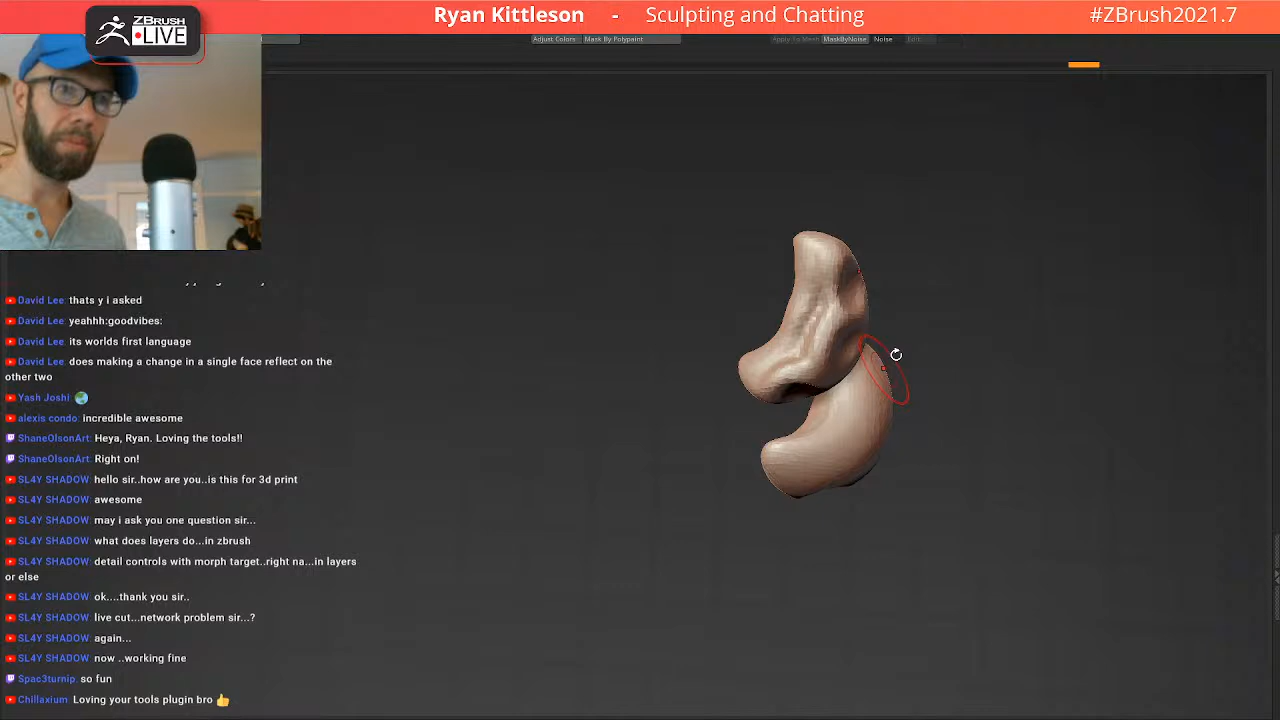 Ryan Kittleson - Sculpting and Chatting #ZBrush2021.7
ZBRUSH
LIVE
Adjust Colors Mask By Polypaint Apply To Mesh MaskByNoise Noise Edit
David Lee: thats y i asked
David Lee: yeahhh:goodvibes:
David Lee: its worlds first language
David Lee: does making a change in a single face reflect on the
other two
Yash Joshi: 🌏
alexis condo: incredible awesome
ShaneOlsonArt: Heya, Ryan. Loving the tools!!
ShaneOlsonArt: Right on!
SL4Y SHADOW: hello sir..how are you..is this for 3d print
SL4Y SHADOW: awesome
SL4Y SHADOW: may i ask you one question sir...
SL4Y SHADOW: what does layers do...in zbrush
SL4Y SHADOW: detail controls with morph target..right na...in layers
or else
SL4Y SHADOW: ok....thank you sir..
SL4Y SHADOW: live cut...network problem sir...?
SL4Y SHADOW: again...
SL4Y SHADOW: now ..working fine
Spac3turnip: so fun
Chillaxium: Loving your tools plugin bro 👍